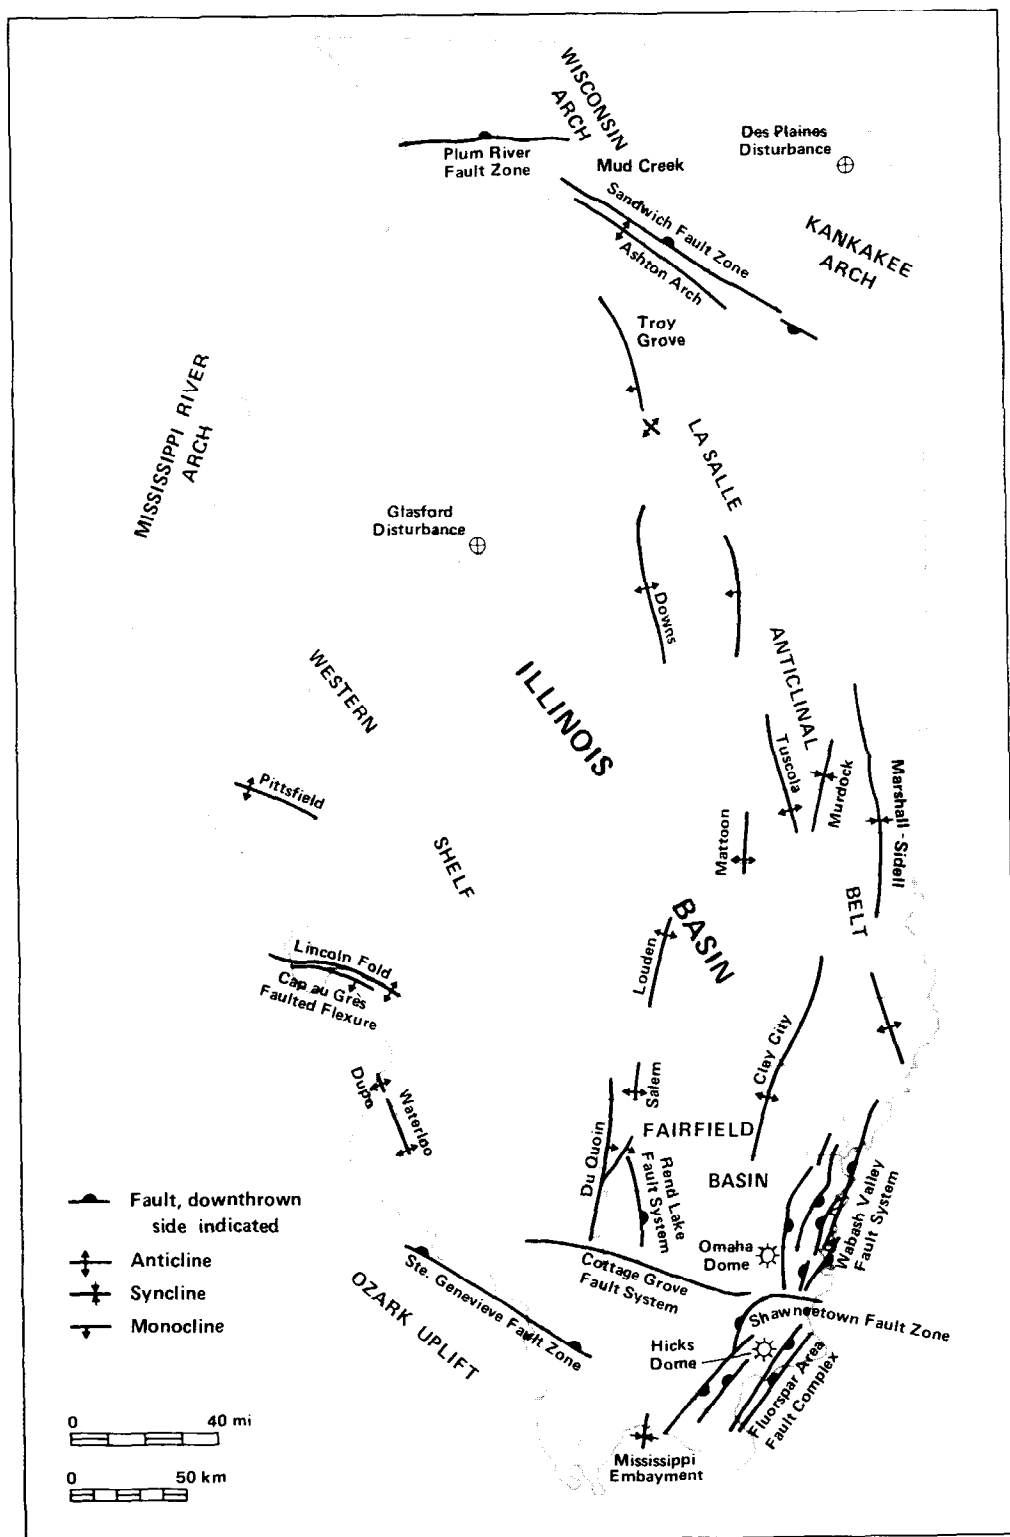 WISCONSIN
ARCH
Des Plaines
Disturbance
Plum River
Fault Zone
Mud Creek
Sandwich Fault Zone
Ashton Arch
KANKAKEE
ARCH
Troy
Grove
MISSISSIPPI RIVER
ARCH
LA SALLE
Glasford
Disturbance
Downs
ANTICLINAL
WESTERN
ILLINOIS
Tuscola
Murdock
Marshall - Sidell
Pittsfield
Mattoon
SHELF
BELT
BASIN
Louden
Lincoln Fold
Cap au Grès
Faulted Flexure
Clay City
Dupo
Waterloo
Salem
FAIRFIELD
BASIN
Du Quoin
Rend Lake
Fault System
Wabash Valley
Fault System
Fault, downthrown
side indicated
Anticline
Syncline
Monocline
Omaha
Dome
Cottage Grove
Fault System
Ste. Genevieve Fault Zone
OZARK UPLIFT
Shawneetown Fault Zone
Hicks
Dome
Fluorspar Area
Fault Complex
Mississippi
Embayment
0 40 mi
0 50 km